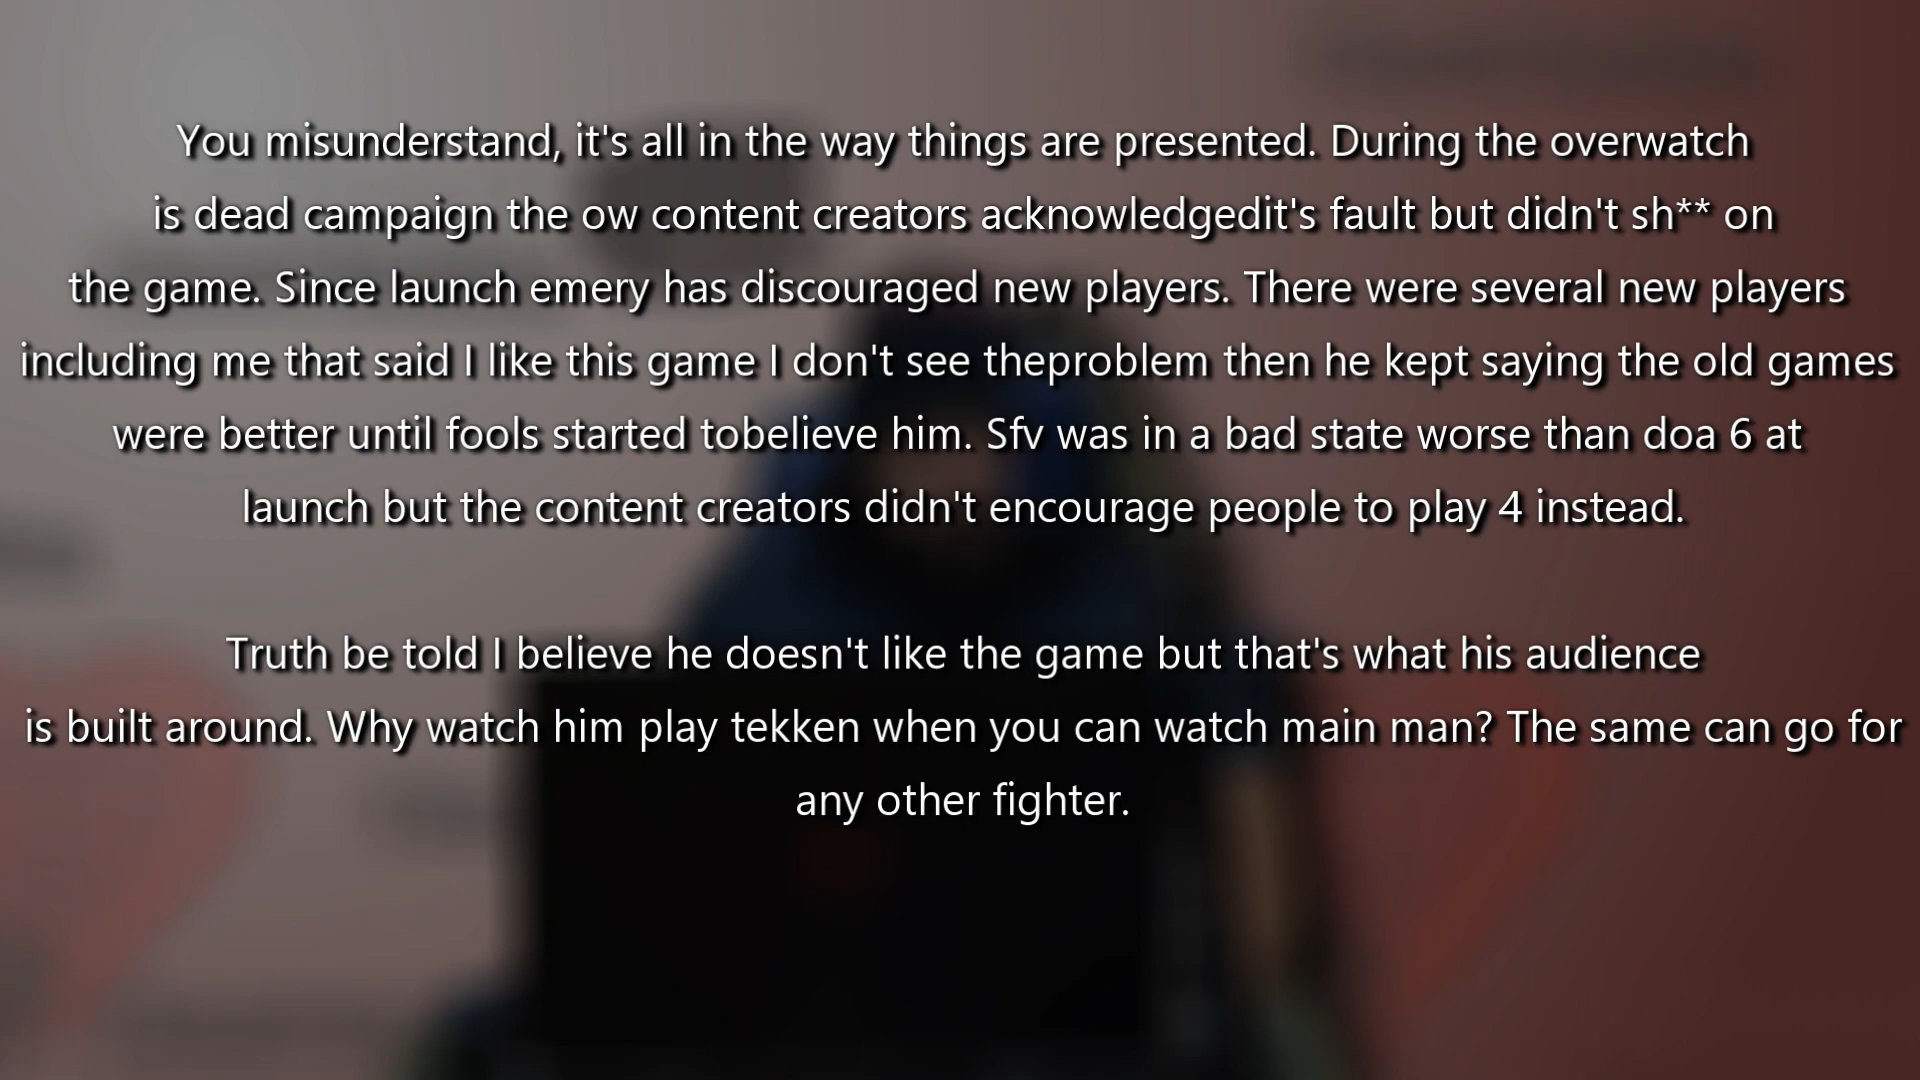 You misunderstand, it's all in the way things are presented. During the overwatch
is dead campaign the ow content creators acknowledgedit's fault but didn't sh** on
the game. Since launch emery has discouraged new players. There were several new players
including me that said I like this game I don't see theproblem then he kept saying the old games
were better until fools started tobelieve him. Sfv was in a bad state worse than doa 6 at
launch but the content creators didn't encourage people to play 4 instead.
Truth be told I believe he doesn't like the game but that's what his audience
is built around. Why watch him play tekken when you can watch main man? The same can go for
any other fighter.